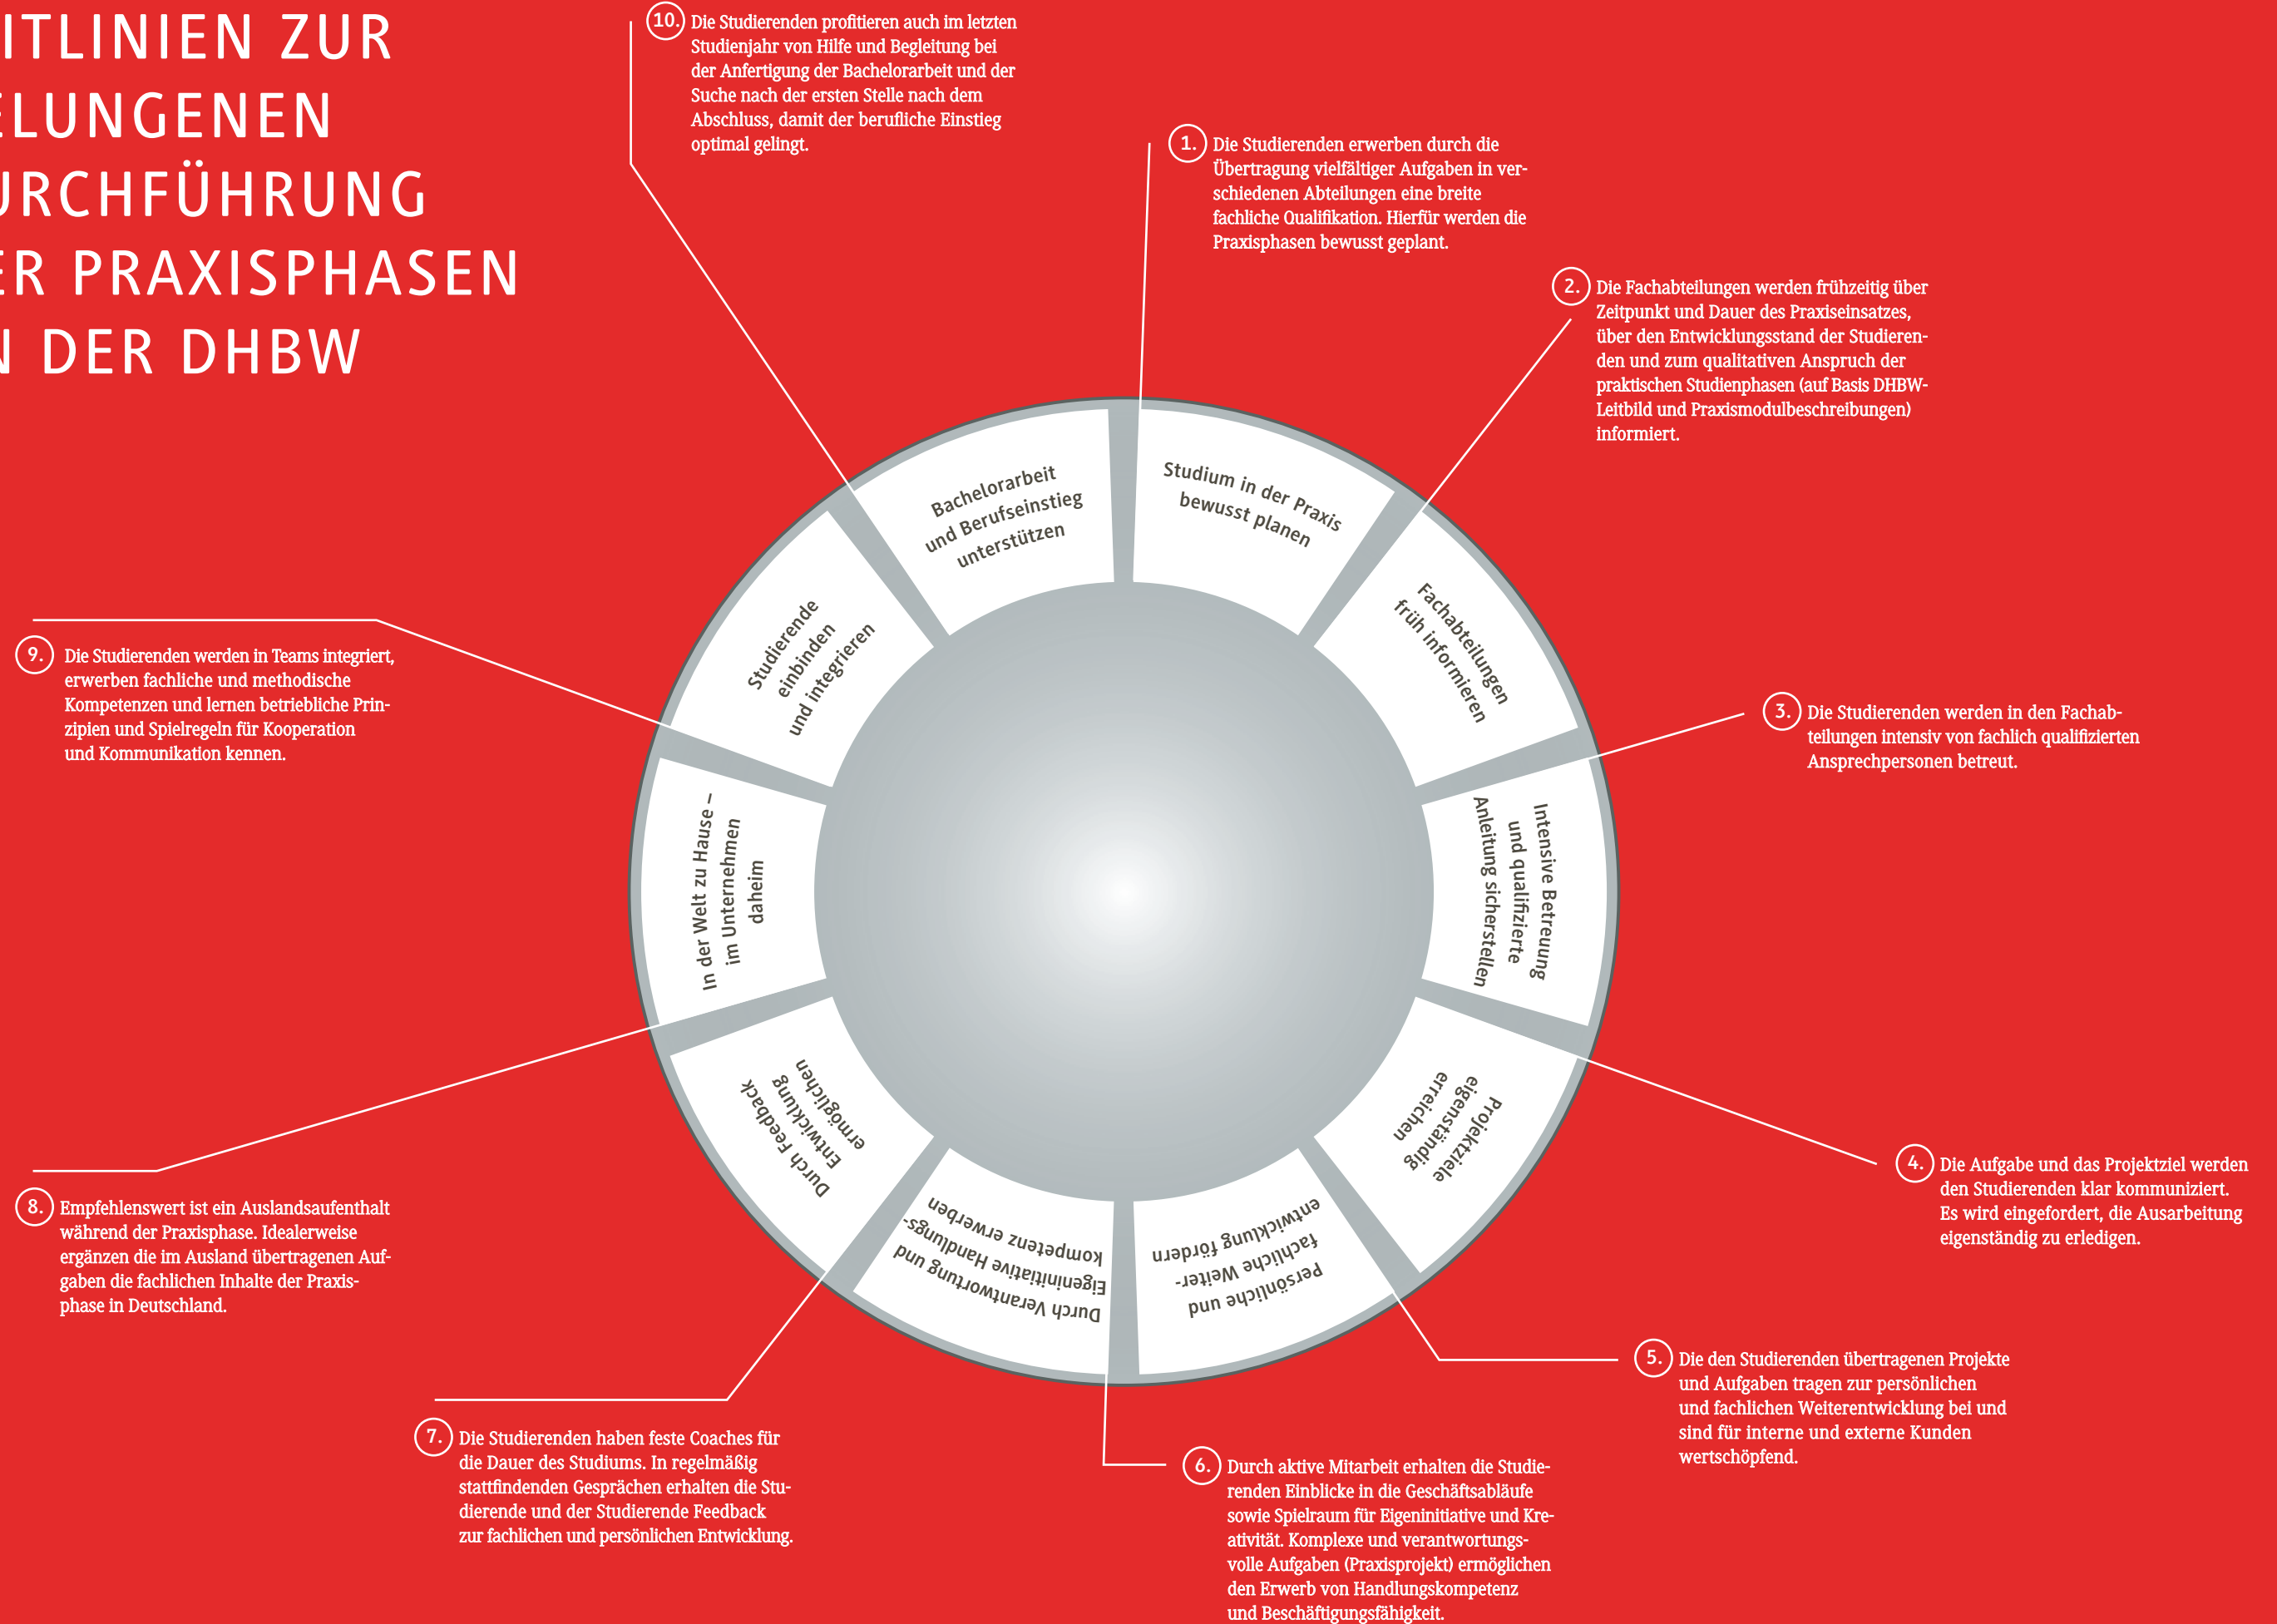 ITLINIEN ZUR
ELUNGENEN
URCHFÜHRUNG
ER PRAXISPHASEN
N DER DHBW
10. Die Studierenden profitieren auch im letzten
Studienjahr von Hilfe und Begleitung bei
der Anfertigung der Bachelorarbeit und der
Suche nach der ersten Stelle nach dem
Abschluss, damit der berufliche Einstieg
optimal gelingt.
1. Die Studierenden erwerben durch die
Übertragung vielfältiger Aufgaben in ver-
schiedenen Abteilungen eine breite
fachliche Qualifikation. Hierfür werden die
Praxisphasen bewusst geplant.
2. Die Fachabteilungen werden frühzeitig über
Zeitpunkt und Dauer des Praxiseinsatzes,
über den Entwicklungsstand der Studieren-
den und zum qualitativen Anspruch der
praktischen Studienphasen (auf Basis DHBW-
Leitbild und Praxismodulbeschreibungen)
informiert.
3. Die Studierenden werden in den Fachab-
teilungen intensiv von fachlich qualifizierten
Ansprechpersonen betreut.
4. Die Aufgabe und das Projektziel werden
den Studierenden klar kommuniziert.
Es wird eingefordert, die Ausarbeitung
eigenständig zu erledigen.
5. Die den Studierenden übertragenen Projekte
und Aufgaben tragen zur persönlichen
und fachlichen Weiterentwicklung bei und
sind für interne und externe Kunden
wertschöpfend.
6. Durch aktive Mitarbeit erhalten die Studie-
renden Einblicke in die Geschäftsabläufe
sowie Spielraum für Eigeninitiative und Kre-
ativität. Komplexe und verantwortungs-
volle Aufgaben (Praxisprojekt) ermöglichen
den Erwerb von Handlungskompetenz
und Beschäftigungsfähigkeit.
7. Die Studierenden haben feste Coaches für
die Dauer des Studiums. In regelmäßig
stattfindenden Gesprächen erhalten die Stu-
dierende und der Studierende Feedback
zur fachlichen und persönlichen Entwicklung.
8. Empfehlenswert ist ein Auslandsaufenthalt
während der Praxisphase. Idealerweise
ergänzen die im Ausland übertragenen Auf-
gaben die fachlichen Inhalte der Praxis-
phase in Deutschland.
9. Die Studierenden werden in Teams integriert,
erwerben fachliche und methodische
Kompetenzen und lernen betriebliche Prin-
zipien und Spielregeln für Kooperation
und Kommunikation kennen.
Studium in der Praxis
bewusst planen
Fachabteilungen
früh informieren
Intensive Betreuung
und qualifizierte
Anleitung sicherstellen
Projektziele
eigenständig
erreichen
Persönliche und
fachliche Weiter-
entwicklung fördern
Durch Verantwortung und
Eigeninitiative Handlungs-
kompetenz erwerben
Durch Feedback
Entwicklung
ermöglichen
In der Welt zu Hause –
im Unternehmen
daheim
Studierende
einbinden
und integrieren
Bachelorarbeit
und Berufseinstieg
unterstützen